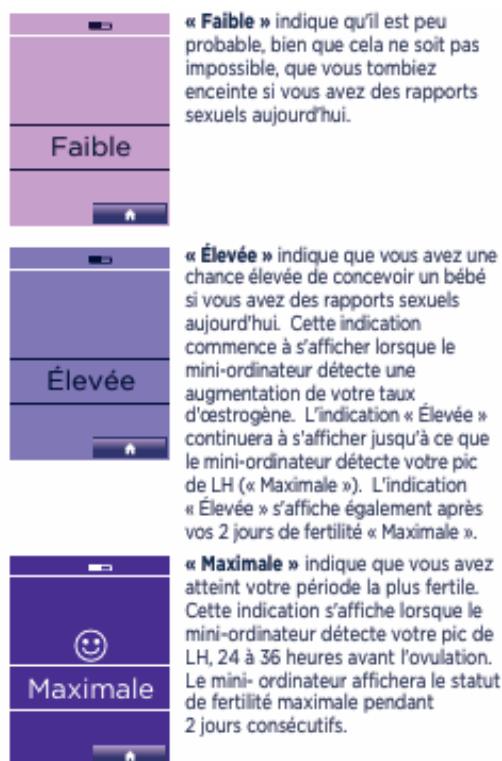 Faible
« Faible » indique qu'il est peu
probable, bien que cela ne soit pas
impossible, que vous tombiez
enceinte si vous avez des rapports
sexuels aujourd'hui.
Élevée
« Élevée » indique que vous avez une
chance élevée de concevoir un bébé
si vous avez des rapports sexuels
aujourd'hui. Cette indication
commence à s'afficher lorsque le
mini-ordinateur détecte une
augmentation de votre taux
d'œstrogène. L'indication « Élevée »
continuera à s'afficher jusqu'à ce que
le mini-ordinateur détecte votre pic
de LH (« Maximale »). L'indication
« Élevée » s'affiche également après
vos 2 jours de fertilité « Maximale ».
Maximale
« Maximale » indique que vous avez
atteint votre période la plus fertile.
Cette indication s'affiche lorsque le
mini-ordinateur détecte votre pic de
LH, 24 à 36 heures avant l'ovulation.
Le mini- ordinateur affichera le statut
de fertilité maximale pendant
2 jours consécutifs.